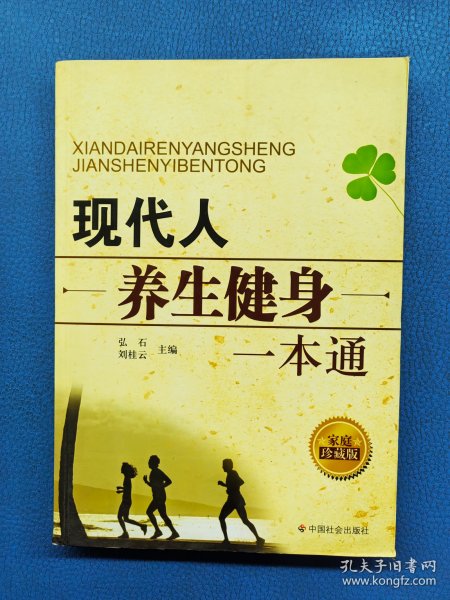 XIANDAIRENYANGSHENG
JIANSHENYIBENTONG
现代人
养生健身
一本通
弘石
刘桂云
主编
家庭
珍藏版
中国社会出版社
孔夫子旧书网
www.kongfz.com